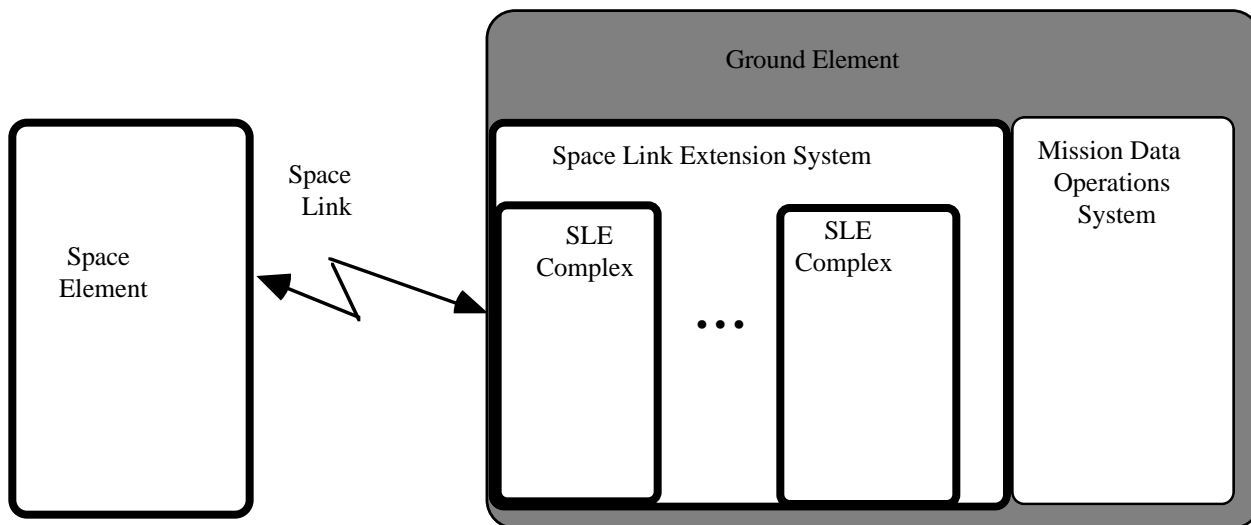 Ground Element
Space Link Extension System
Mission Data
Operations
System
Space
Link
SLE
Complex
SLE
Complex
Space
Element